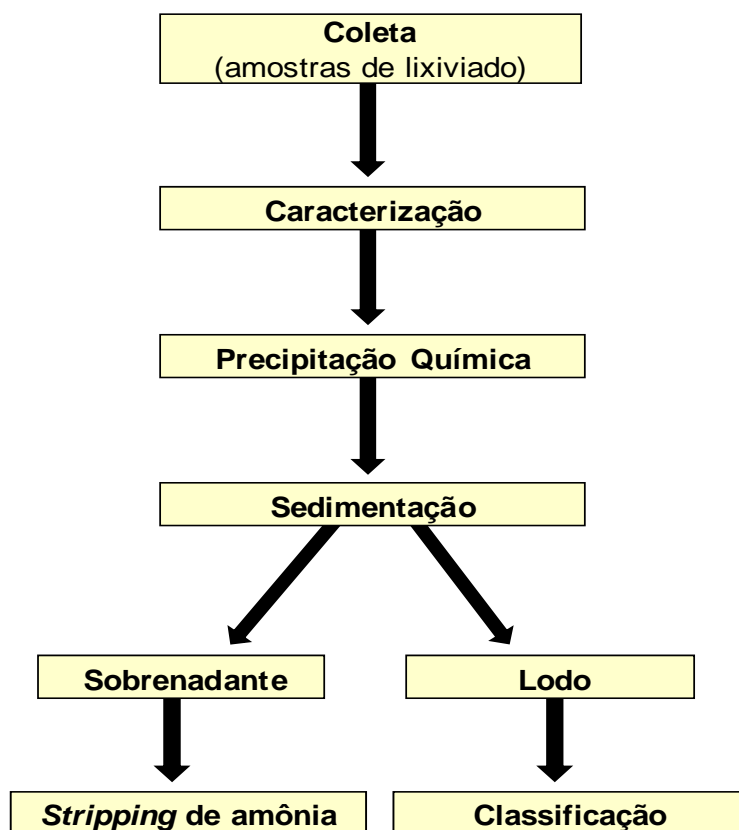 Coleta
(amostras de lixiviado)
Caracterização
Precipitação Química
Sedimentação
Sobrenadante
Lodo
Stripping de amônia
Classificação